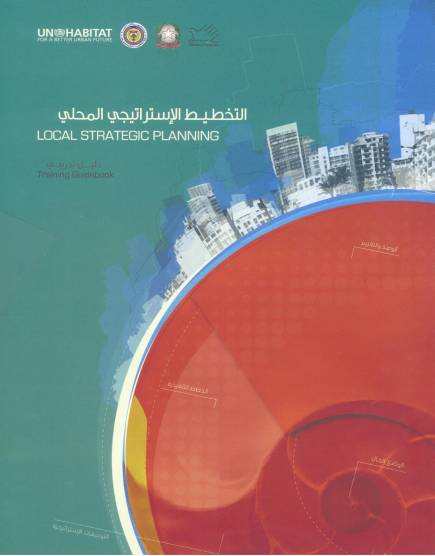 UN HABITAT
FOR A BETTER URBAN FUTURE
التخطيط الإستراتيجي المحلي
LOCAL STRATEGIC PLANNING
دليل تدريبي
Training Guidebook
الرصد والتقييم
الخطط التنفيذية
الوضع الحالي
التوجهات الإستراتيجية